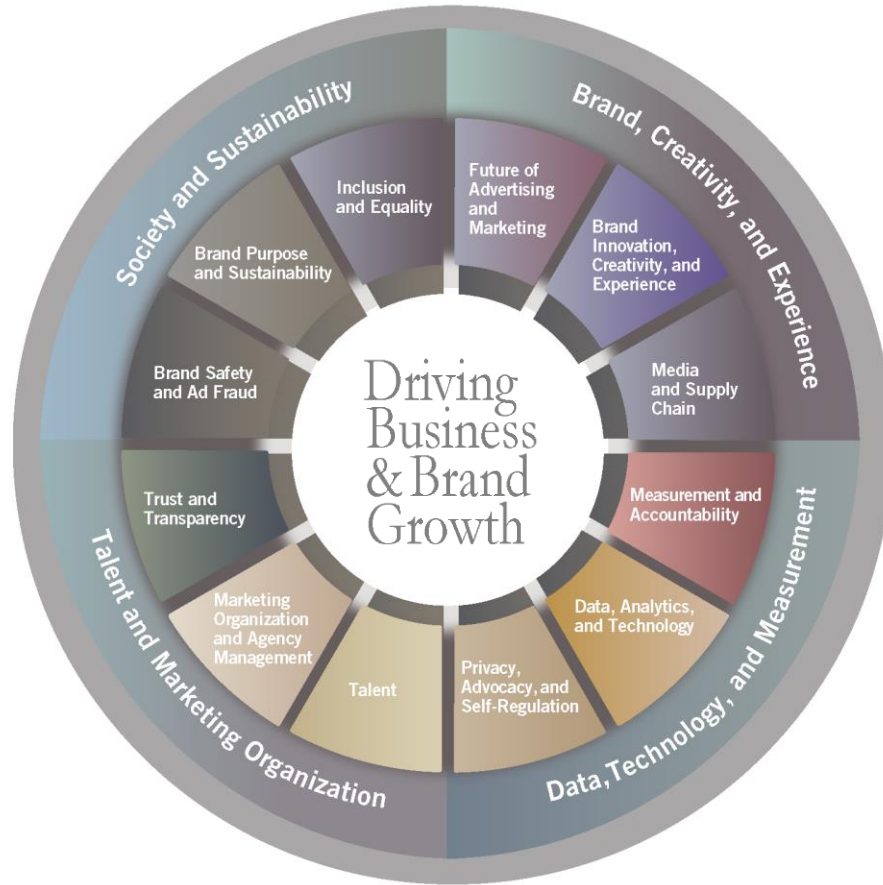 Society and Sustainability
Brand, Creativity, and Experience
Inclusion
and Equality
Future of
Advertising
and
Marketing
Brand Purpose
and Sustainability
Brand
Innovation,
Creativity, and
Experience
Brand Safety
and Ad Fraud
Media
and Supply
Chain
Driving
Business
& Brand
Growth
Trust and
Transparency
Measurement and
Accountability
Marketing
Organization
and Agency
Management
Data, Analytics,
and Technology
Talent
Privacy,
Advocacy, and
Self-Regulation
Talent and Marketing Organization
Data, Technology, and Measurement